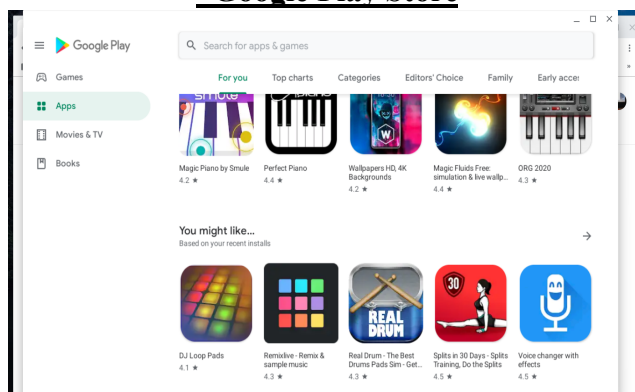 Google Play Store
Google Play
Search for apps & games
Games
For you
Top charts
Categories
Editors' Choice
Family
Early acces
Apps
Movies & TV
Books
smule
Magic Piano by Smule
4.2 ★
Perfect Piano
4.4 ★
Wallpapers HD, 4K
Backgrounds
4.2 ★
Magic Fluids Free:
simulation & live wallp...
4.4 ★
ORG 2020
4.3 ★
You might like...
Based on your recent installs
DJ Loop Pads
4.1 ★
Remixlive - Remix &
sample music
4.3 ★
REAL
DRUM
Real Drum - The Best
Drums Pads Sim - Get...
4.3 ★
30
Splits in 30 Days - Splits
Training, Do the Splits
4.5 ★
Voice changer with
effects
4.5 ★